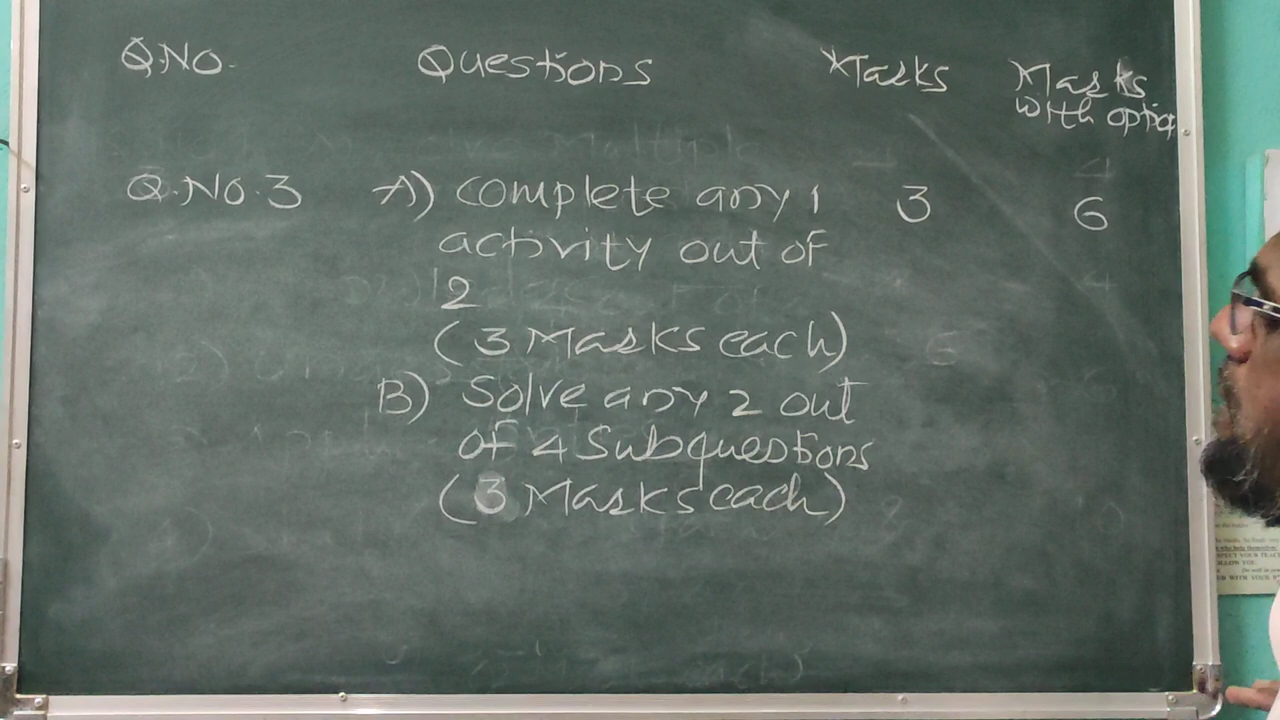 Q.No. Questions Marks Marks
with optio
Q.No.3 A) complete any 1 3 6
activity out of
2
(3 Marks each)
B) Solve any 2 out
of 4 Subquestions
(3 Marks each)